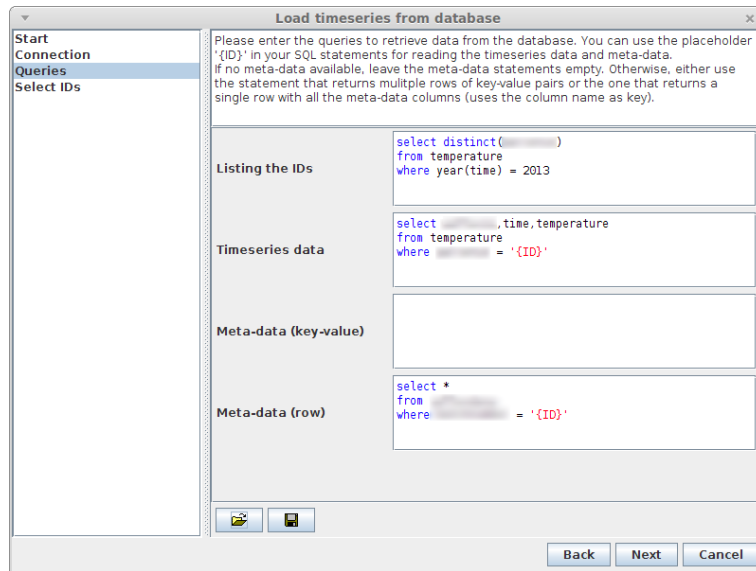 Load timeseries from database
Start
Connection
Queries
Select IDs
Please enter the queries to retrieve data from the database. You can use the placeholder
'{ID}' in your SQL statements for reading the timeseries data and meta-data.
If no meta-data available, leave the meta-data statements empty. Otherwise, either use
the statement that returns mulitple rows of key-value pairs or the one that returns a
single row with all the meta-data columns (uses the column name as key).
Listing the IDs
select distinct( )
from temperature
where year(time) = 2013
Timeseries data
select ,time,temperature
from temperature
where = '{ID}'
Meta-data (key-value)
Meta-data (row)
select *
from
where = '{ID}'
Back Next Cancel